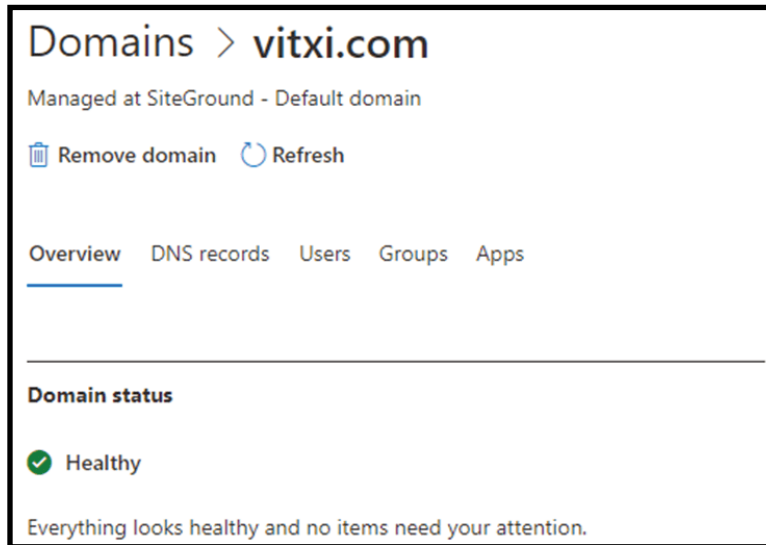 Domains > vitxi.com
Managed at SiteGround - Default domain
Remove domain Refresh
Overview DNS records Users Groups Apps
Domain status
Healthy
Everything looks healthy and no items need your attention.